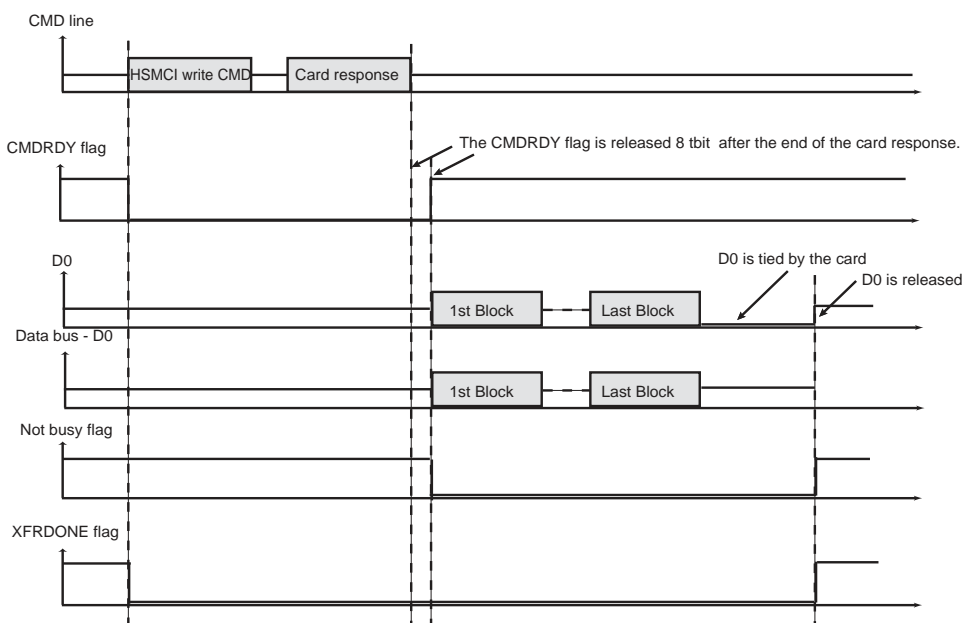 CMD line
HSMCI write CMD
Card response
CMDRDY flag
The CMDRDY flag is released 8 tbit after the end of the card response.
D0
D0 is tied by the card
D0 is released
1st Block
Last Block
Data bus - D0
1st Block
Last Block
Not busy flag
XFRDONE flag